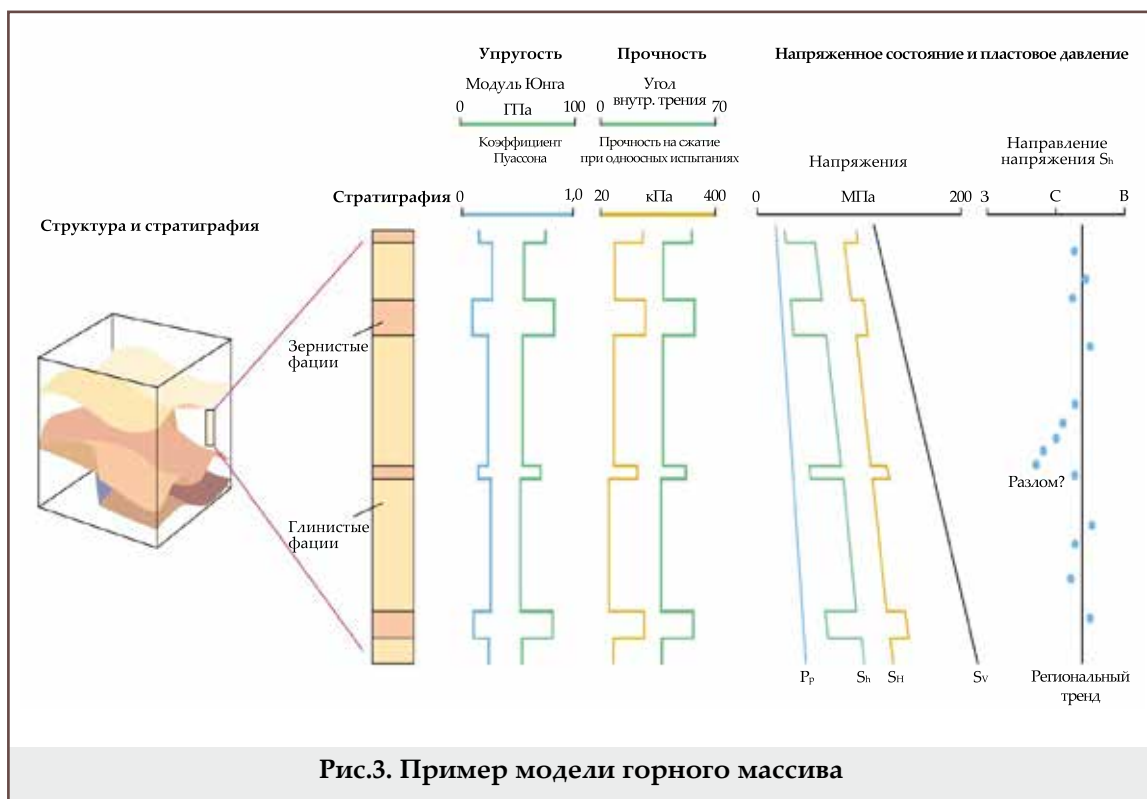 Упругость
Прочность
Напряженное состояние и пластовое давление
Модуль Юнга
0 ГПа 100
Угол
внутр. трения
0 70
Коэффициент
Пуассона
Прочность на сжатие
при одноосных испытаниях
Напряжения
Направление
напряжения Sh
Стратиграфия
0 1,0
20 кПа 400
0 МПа 200
З С В
Структура и стратиграфия
Зернистые
фации
Глинистые
фации
Разлом?
Pp
Sh
SH
SV
Региональный
тренд
Рис.3. Пример модели горного массива